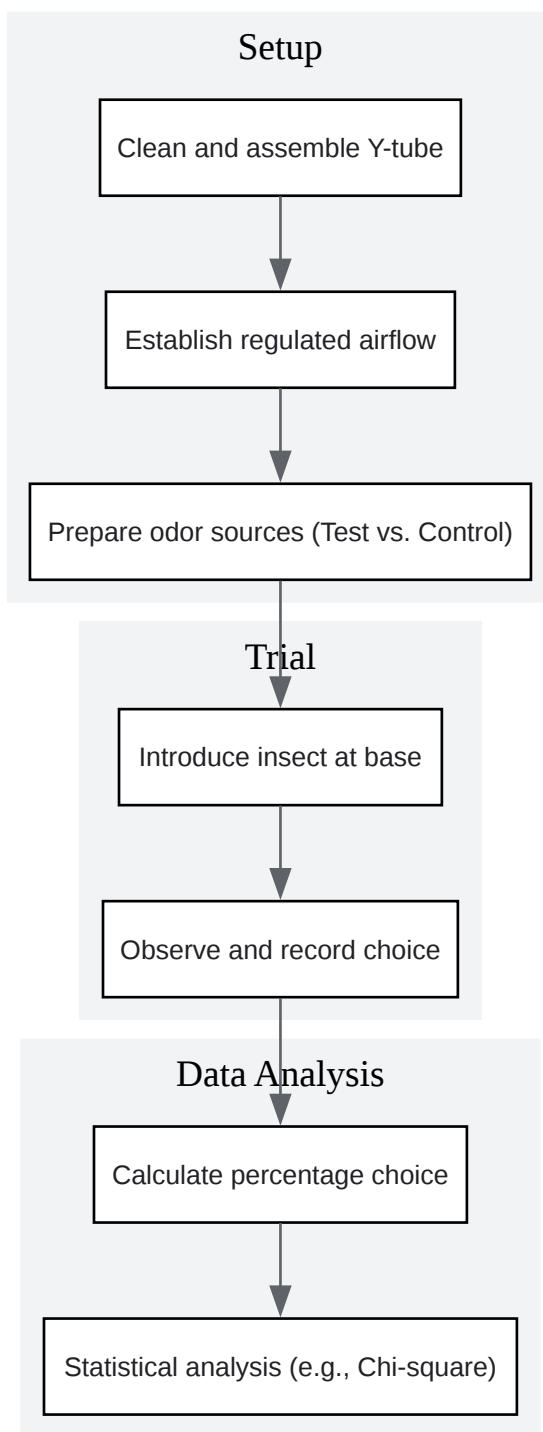 Setup
Clean and assemble Y-tube
Establish regulated airflow
Prepare odor sources (Test vs. Control)
Trial
Introduce insect at base
Observe and record choice
Data Analysis
Calculate percentage choice
Statistical analysis (e.g., Chi-square)